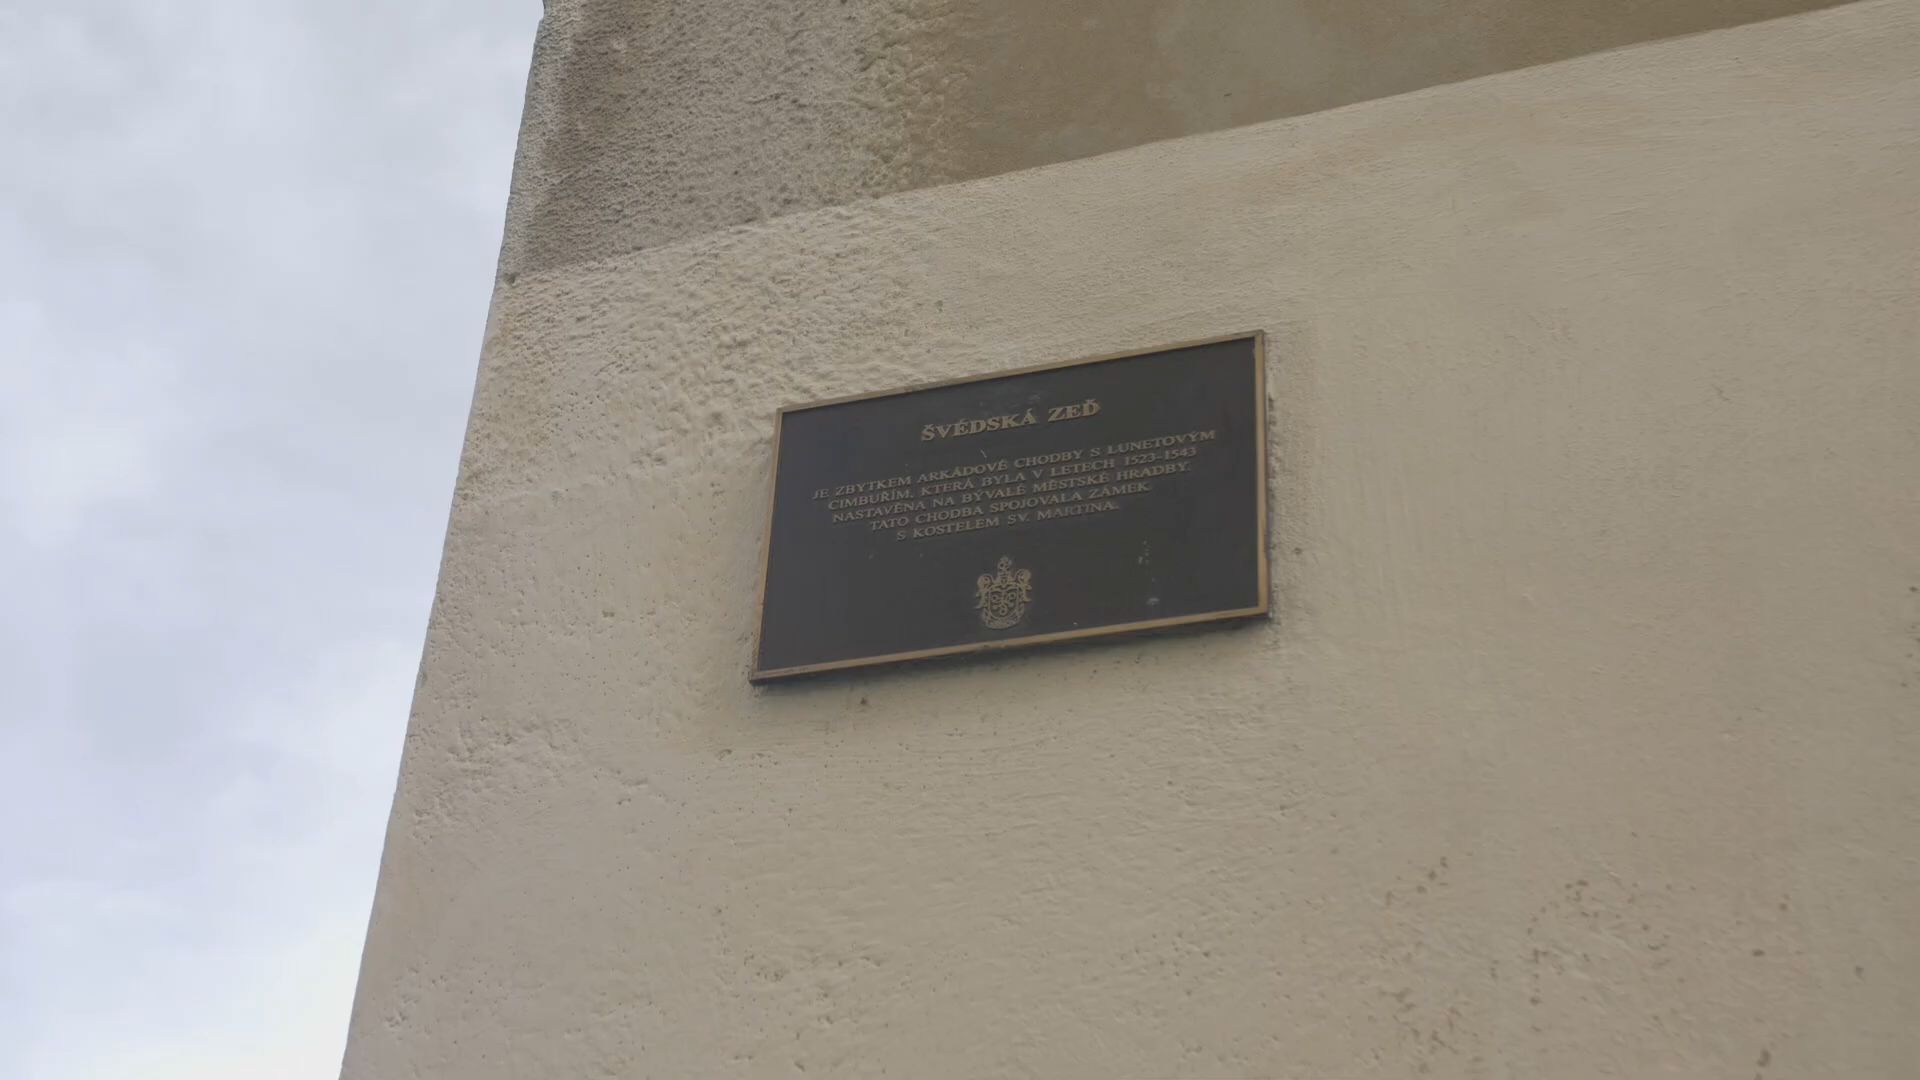 ŠVÉDSKÁ ZEĎ
JE ZBYTKEM ARKÁDOVÉ CHODBY S LUNETOVÝM
CIMBUŘÍM, KTERÁ BYLA V LETECH 1523-1543
NASTAVĚNA NA BÝVALÉ MĚSTSKÉ HRADBY.
TATO CHODBA SPOJOVALA ZÁMEK
S KOSTELEM SV. MARTINA.